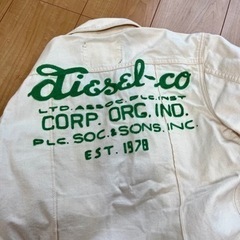 diesel-co
LTD. ASSOC. PLC. INST
CORP. ORG. IND.
PLC. SOC. & SONS. INC.
EST. 1978